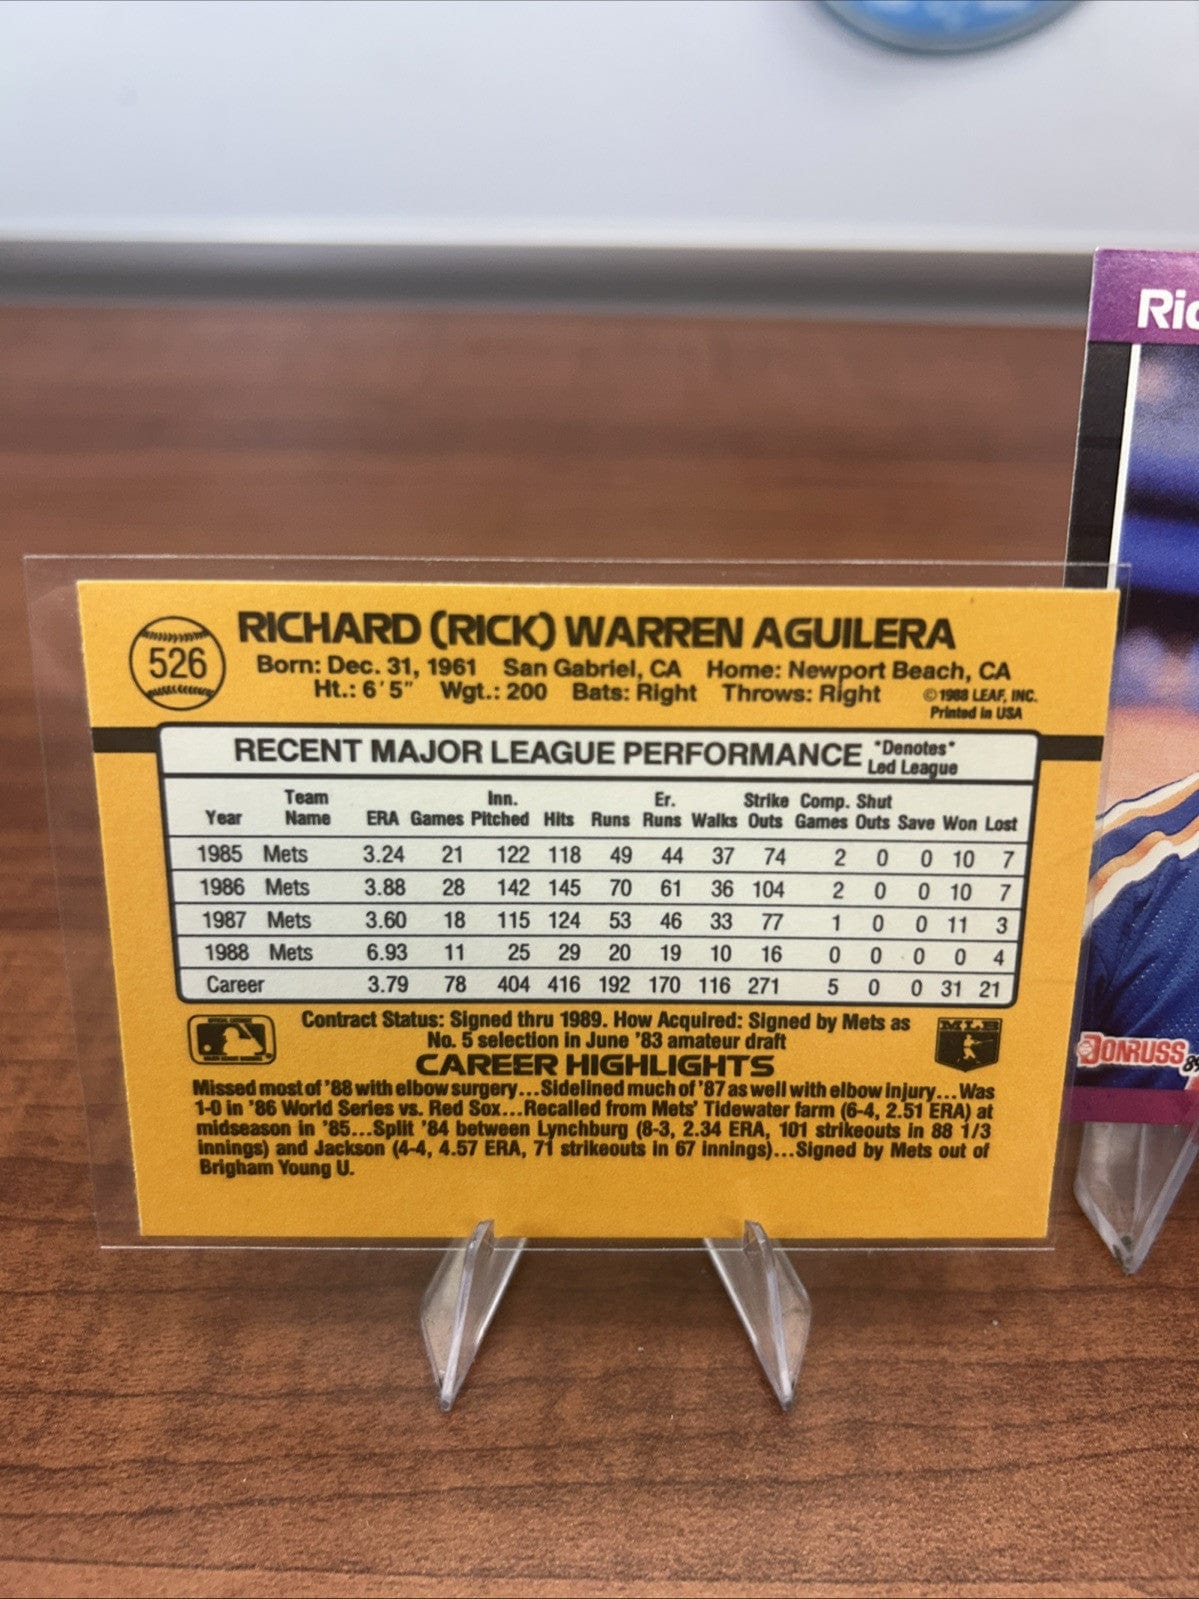 526
RICHARD (RICK) WARREN AGUILERA
Born: Dec. 31, 1961 San Gabriel, CA Home: Newport Beach, CA
Ht.: 6'5" Wgt.: 200 Bats: Right Throws: Right
©1988 LEAF, INC.
Printed in USA
RECENT MAJOR LEAGUE PERFORMANCE *Denotes*
Led League
Team Inn. Er. Strike Comp. Shut
Year Name ERA Games Pitched Hits Runs Runs Walks Outs Games Outs Save Won Lost
1985 Mets 3.24 21 122 118 49 44 37 74 2 0 0 10 7
1986 Mets 3.88 28 142 145 70 61 36 104 2 0 0 10 7
1987 Mets 3.60 18 115 124 53 46 33 77 1 0 0 11 3
1988 Mets 6.93 11 25 29 20 19 10 16 0 0 0 0 4
Career 3.79 78 404 416 192 170 116 271 5 0 0 31 21
Contract Status: Signed thru 1989. How Acquired: Signed by Mets as
No. 5 selection in June '83 amateur draft
MLB
CAREER HIGHLIGHTS
Missed most of '88 with elbow surgery...Sidelined much of '87 as well with elbow injury...Was
1-0 in '86 World Series vs. Red Sox...Recalled from Mets' Tidewater farm (6-4, 2.51 ERA) at
midseason in '85...Split '84 between Lynchburg (8-3, 2.34 ERA, 101 strikeouts in 88 1/3
innings) and Jackson (4-4, 4.57 ERA, 71 strikeouts in 67 innings)...Signed by Mets out of
Brigham Young U.
Ric
DONRUSS 89